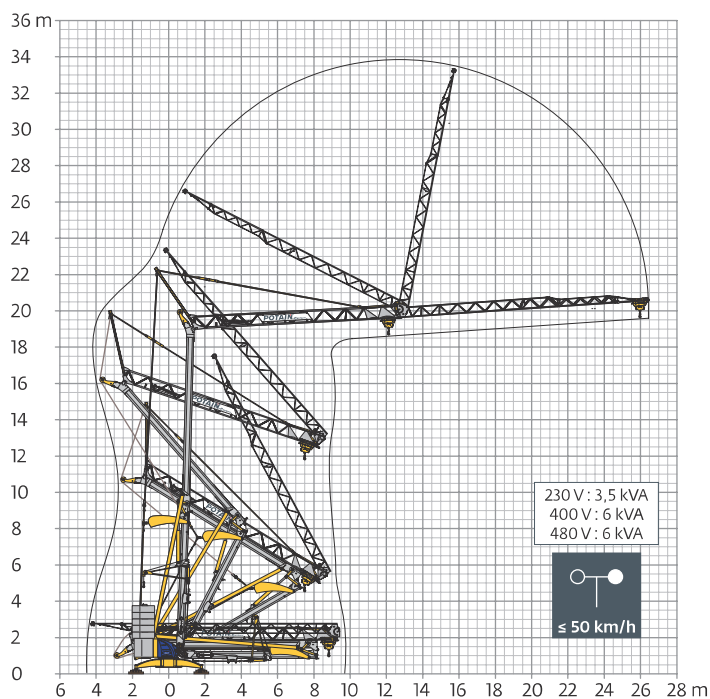 36 m
34
32
30
28
26
24
22
20
18
16
14
12
10
8
6
4
2
0
POTAIN
POTAIN
230 V : 3,5 kVA
400 V : 6 kVA
480 V : 6 kVA
≤ 50 km/h
6 4 2 0 2 4 6 8 10 12 14 16 18 20 22 24 26 28 m